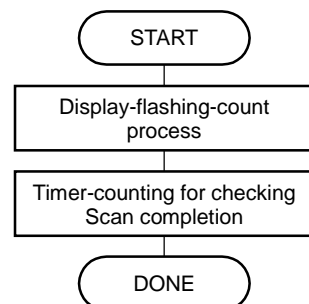 START
Display-flashing-count
process
Timer-counting for checking
Scan completion
DONE